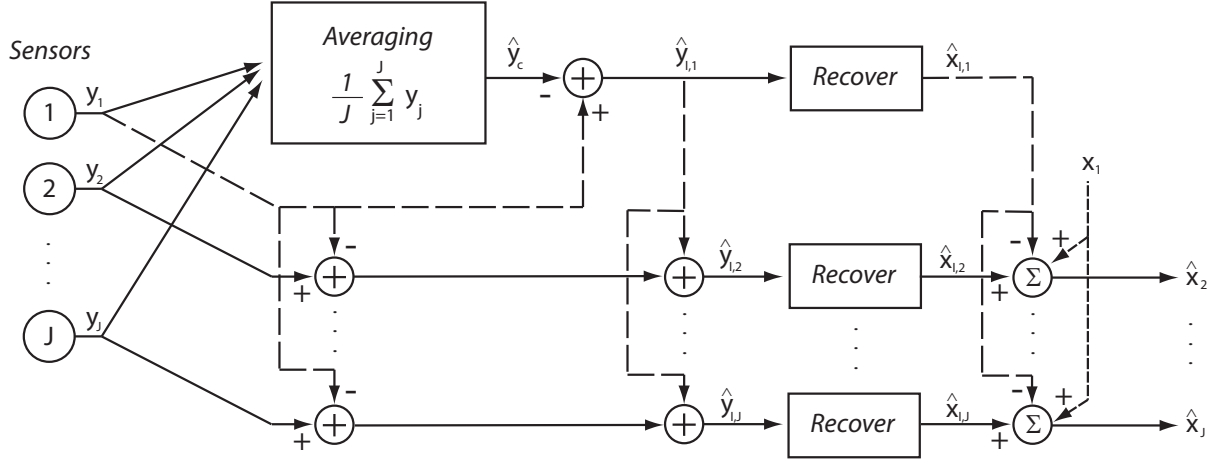 Sensors
1
2
J
y_1
y_2
y_J
Averaging
1/J ∑_{j=1}^{J} y_j
ŷ_c
-
+
+
ŷ_{I,1}
Recover
x̂_{I,1}
x_1
-
+
+
ŷ_{I,2}
Recover
x̂_{I,2}
-
+
+
Σ
x̂_2
-
+
+
ŷ_{I,J}
Recover
x̂_{I,J}
-
+
+
Σ
x̂_J